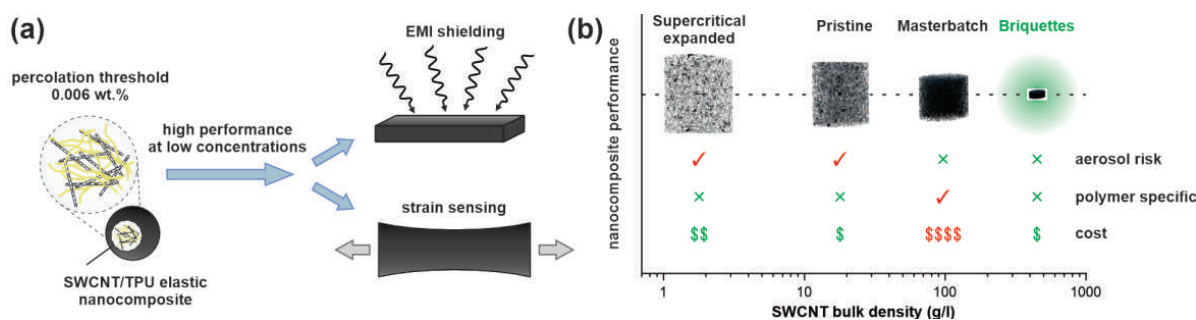 (a)
percolation threshold
0.006 wt.%
high performance
at low concentrations
EMI shielding
strain sensing
SWCNT/TPU elastic
nanocomposite
(b)
Supercritical
expanded
Pristine
Masterbatch
Briquettes
nanocomposite performance
✓ ✓ × × aerosol risk
× × ✓ × polymer specific
$$ $ $$$$ $ cost
1 10 100 1000
SWCNT bulk density (g/l)